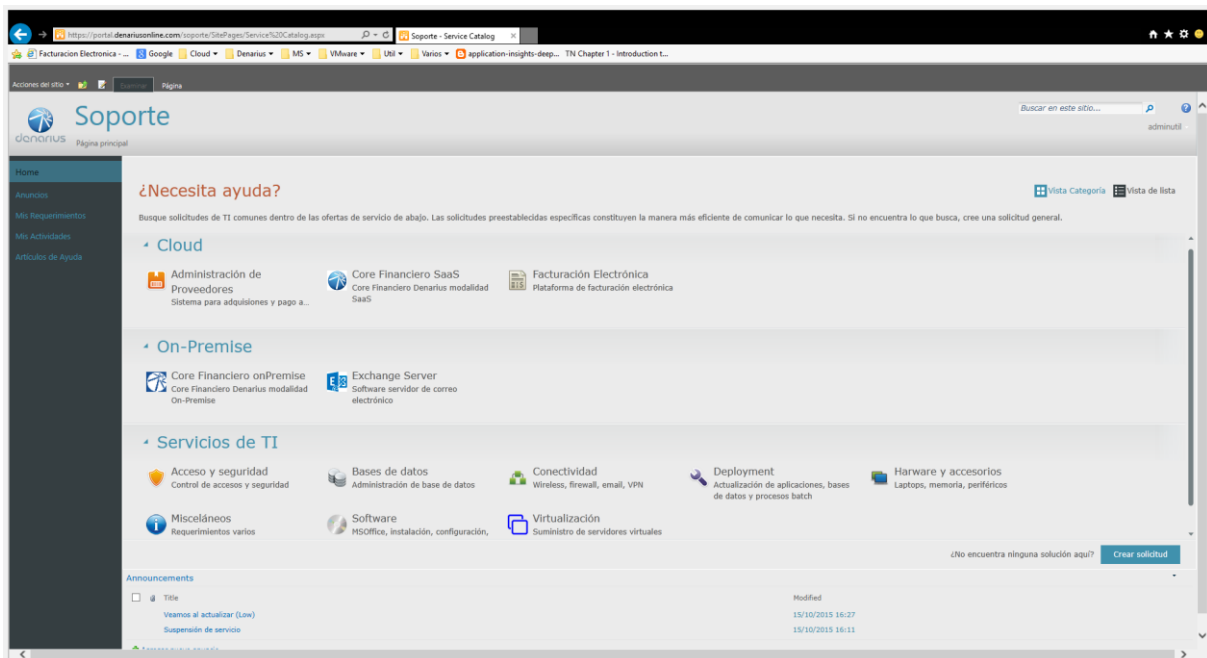 https://portal.denariusonline.com/soporte/SitePages/Service%20Catalog.aspx
Soporte - Service Catalog
Facturacion Electronica - ...
Google
Cloud
Denarius
MS
VMware
Util
Varios
application-insights-deep...
TN Chapter 1 - Introduction t...
Acciones del sitio
Examinar
Página
denarius
Soporte
Página principal
Buscar en este sitio...
adminutil
Home
Anuncios
Mis Requerimientos
Mis Actividades
Artículos de Ayuda
¿Necesita ayuda?
Vista Categoría
Vista de lista
Busque solicitudes de TI comunes dentro de las ofertas de servicio de abajo. Las solicitudes preestablecidas específicas constituyen la manera más eficiente de comunicar lo que necesita. Si no encuentra lo que busca, cree una solicitud general.
Cloud
Administración de
Proveedores
Sistema para adquisiones y pago a...
Core Financiero SaaS
Core Financiero Denarius modalidad
SaaS
Facturación Electrónica
Plataforma de facturación electrónica
On-Premise
Core Financiero onPremise
Core Financiero Denarius modalidad
On-Premise
Exchange Server
Software servidor de correo
electrónico
Servicios de TI
Acceso y seguridad
Control de accesos y seguridad
Bases de datos
Administración de base de datos
Conectividad
Wireless, firewall, email, VPN
Deployment
Actualización de aplicaciones, bases
de datos y procesos batch
Harware y accesorios
Laptops, memoria, periféricos
Misceláneos
Requerimientos varios
Software
MSOffice, instalación, configuración,
Virtualización
Suministro de servidores virtuales
¿No encuentra ninguna solución aquí?
Crear solicitud
Announcements
Title
Modified
Veamos al actualizar (Low)
15/10/2015 16:27
Suspensión de servicio
15/10/2015 16:11